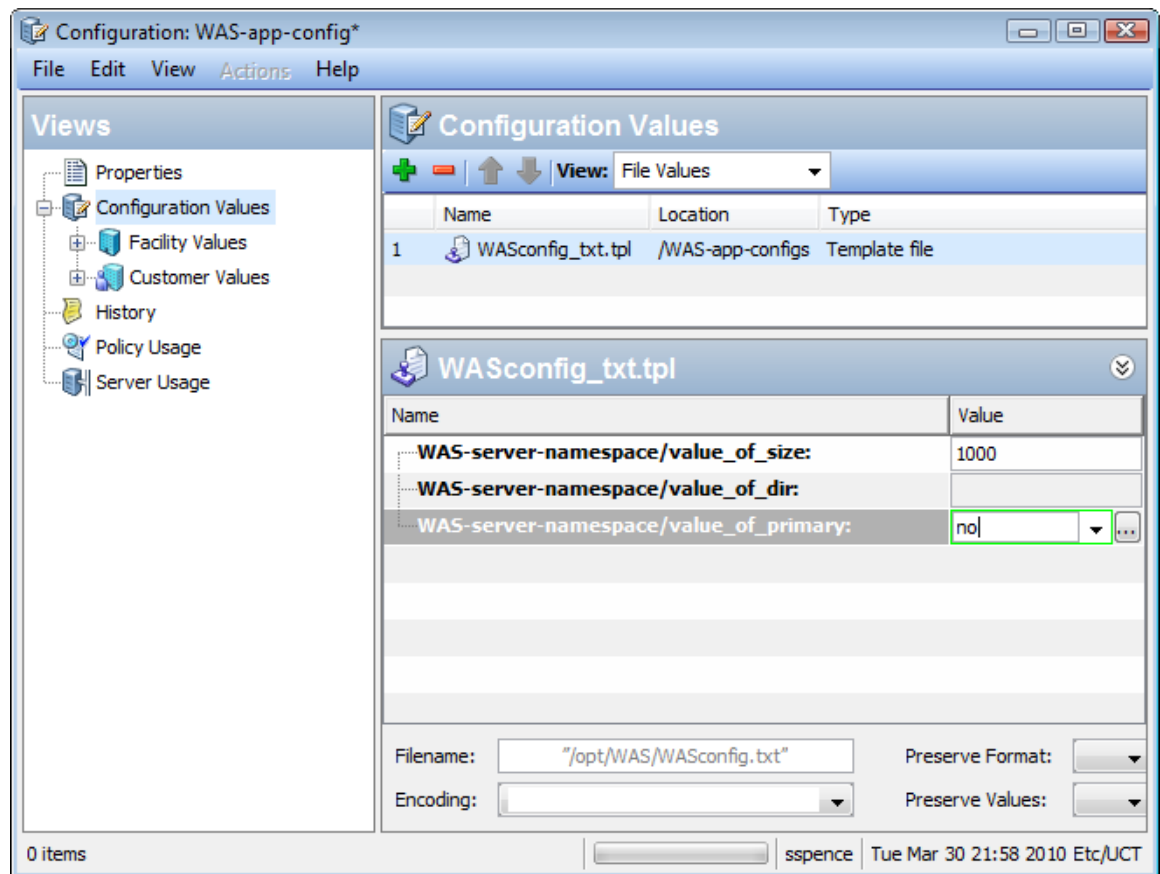 Configuration: WAS-app-config*
File Edit View Actions Help
Views
Properties
Configuration Values
Facility Values
Customer Values
History
Policy Usage
Server Usage
Configuration Values
View: File Values
Name Location Type
1 WASconfig_txt.tpl /WAS-app-configs Template file
WASconfig_txt.tpl
Name Value
WAS-server-namespace/value_of_size: 1000
WAS-server-namespace/value_of_dir:
WAS-server-namespace/value_of_primary: no ...
Filename: "/opt/WAS/WASconfig.txt" Preserve Format:
Encoding: Preserve Values:
0 items sspence Tue Mar 30 21:58 2010 Etc/UCT